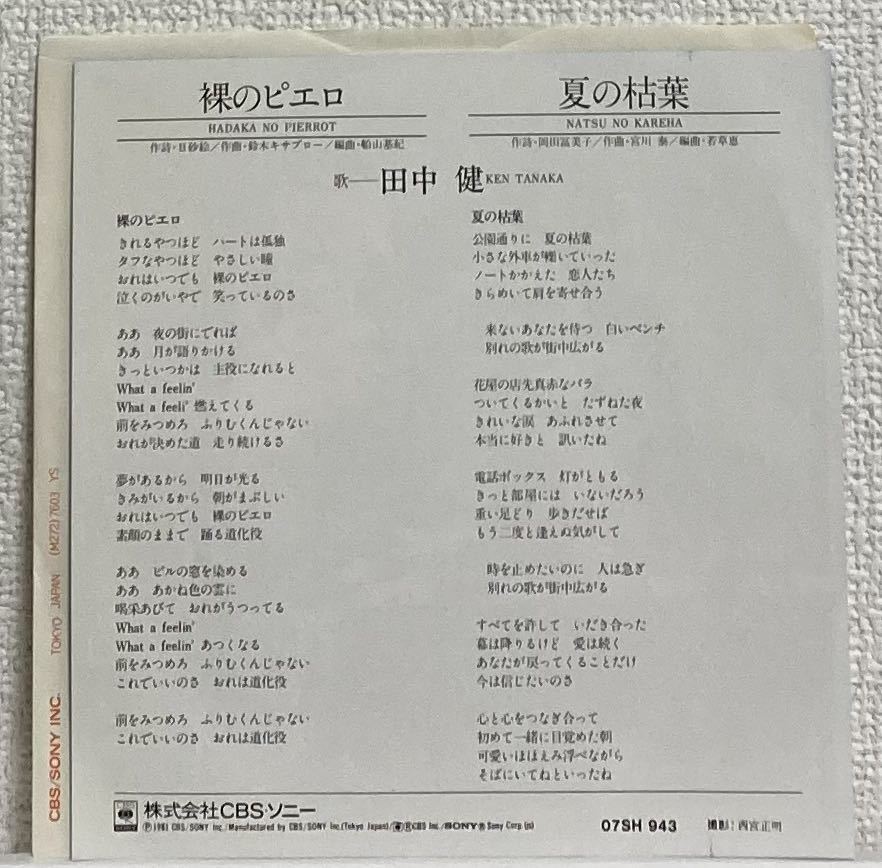 裸のピエロ
HADAKA NO PIERROT
作詩・日砂絵／作曲・鈴木キサブロー／編曲・船山基紀
夏の枯葉
NATSU NO KAREHA
作詩・岡田冨美子／作曲・宮川 泰／編曲・若草恵
歌—田中 健 KEN TANAKA
裸のピエロ
きれるやつほど ハートは孤独
タフなやつほど やさしい瞳
おれはいつでも 裸のピエロ
泣くのがいやで 笑っているのさ
ああ 夜の街にでれば
ああ 月が語りかける
きっといつかは 主役になれると
What a feelin'
What a feeli' 燃えてくる
前をみつめろ ふりむくんじゃない
おれが決めた道 走り続けるさ
夢があるから 明日が光る
きみがいるから 朝がまぶしい
おれはいつでも 裸のピエロ
素顔のままで 踊る道化役
ああ ビルの窓を染める
ああ あかね色の雲に
喝采あびて おれがうつってる
What a feelin'
What a feelin' あつくなる
前をみつめろ ふりむくんじゃない
これでいいのさ おれは道化役
前をみつめろ ふりむくんじゃない
これでいいのさ おれは道化役
夏の枯葉
公園通りに 夏の枯葉
小さな外車が轢いていった
ノートかかえた 恋人たち
きらめいて肩を寄せ合う
来ないあなたを待つ 白いベンチ
別れの歌が街中広がる
花屋の店先真赤なバラ
ついてくるかいと たずねた夜
きれいな涙 あふれさせて
本当に好きと 訊いたね
電話ボックス 灯がともる
きっと部屋には いないだろう
重い足どり 歩きだせば
もう二度と逢えぬ気がして
時を止めたいのに 人は急ぎ
別れの歌が街中広がる
すべてを許して いだき合った
幕は降りるけど 愛は続く
あなたが戻ってくることだけ
今は信じたいのさ
心と心をつなぎ合って
初めて一緒に目覚めた朝
可愛いほほえみ浮べながら
そばにいてねといったね
株式会社CBS・ソニー
Ⓟ1981 CBS/SONY Inc./Manufactured by CBS/SONY Inc.(Tokyo Japan)/ⓇCBS Inc./SONY Ⓡ Sony Corp.
07SH 943
撮影：西宮正明
CBS/SONY INC. TOKYO JAPAN (M272)7603 YS